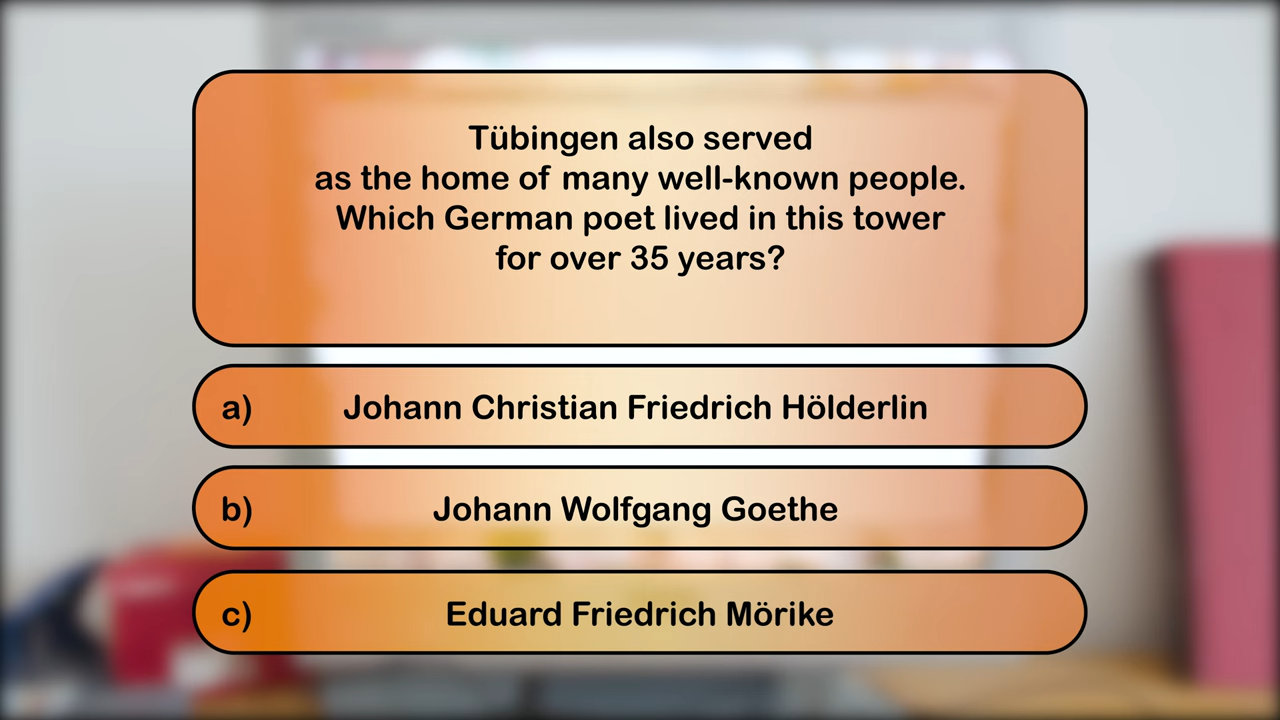 Tübingen also served
as the home of many well-known people.
Which German poet lived in this tower
for over 35 years?
a) Johann Christian Friedrich Hölderlin
b) Johann Wolfgang Goethe
c) Eduard Friedrich Mörike